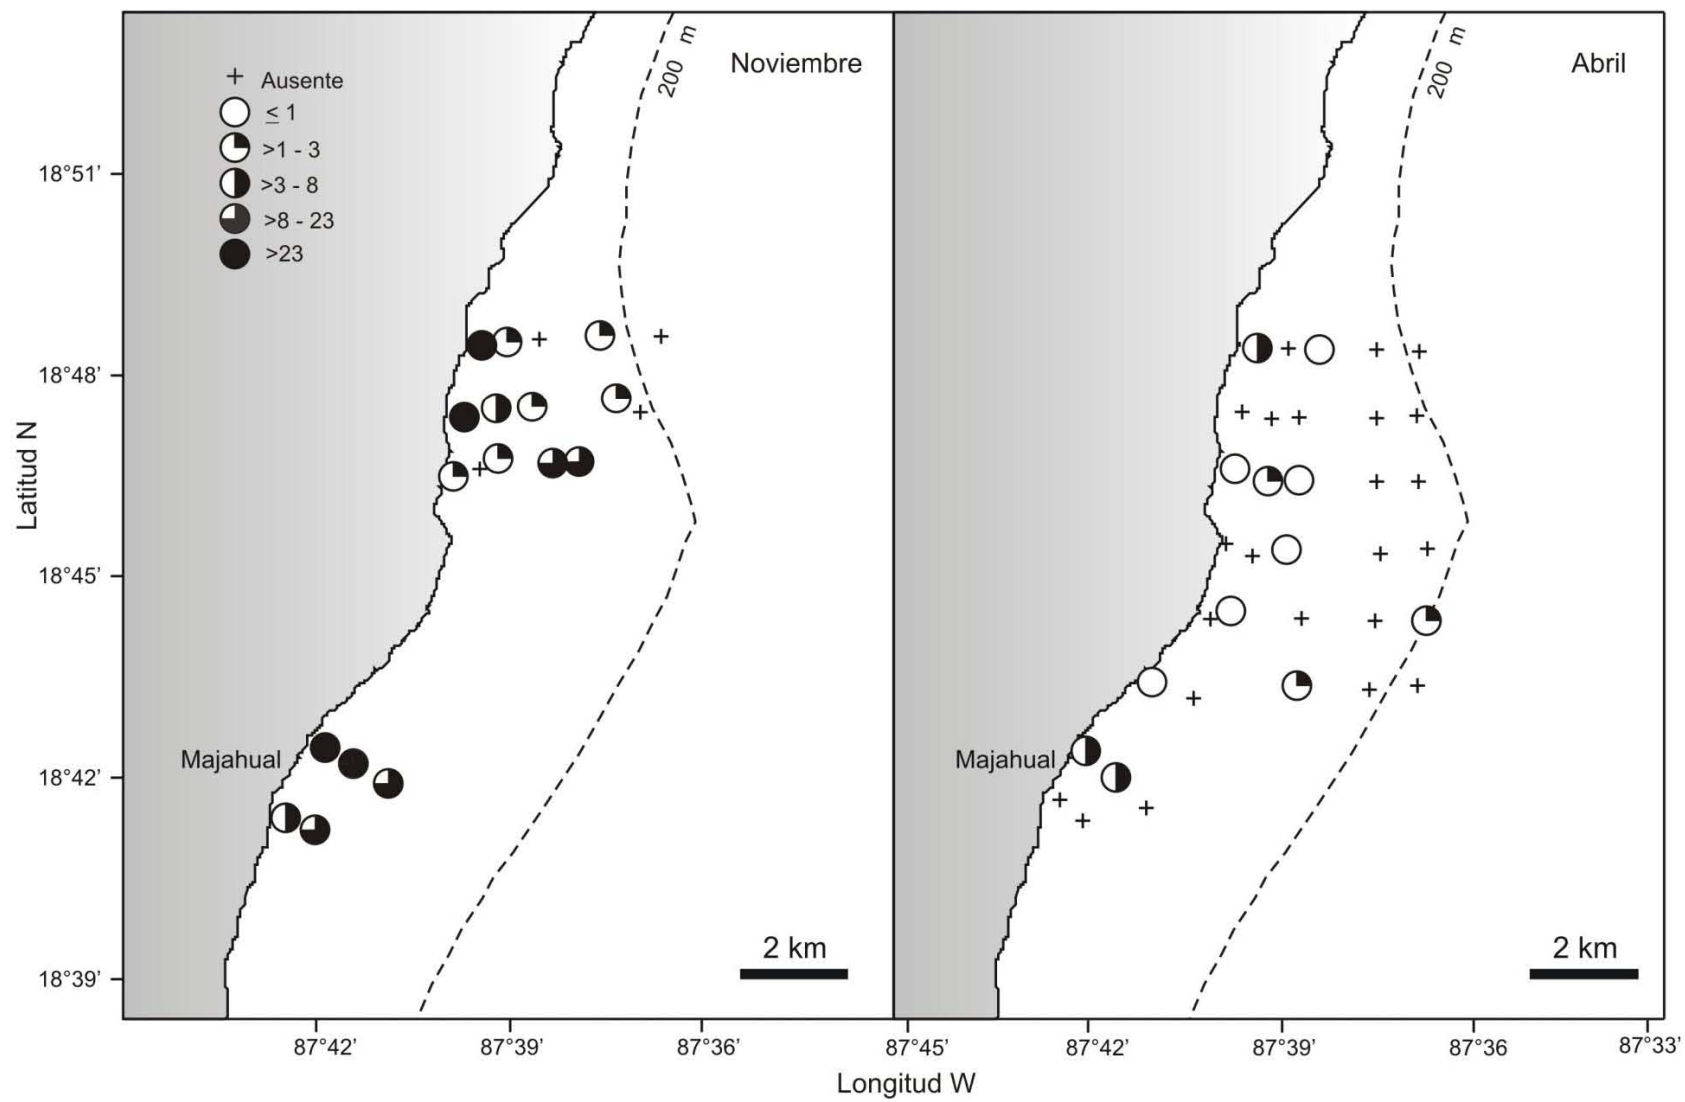 Noviembre
200 m
+ Ausente
≤ 1
>1 - 3
>3 - 8
>8 - 23
>23
Majahual
2 km
Abril
200 m
Majahual
2 km
Latitud N
18°51'
18°48'
18°45'
18°42'
18°39'
87°42' 87°39' 87°36' 87°45' 87°42' 87°39' 87°36' 87°33'
Longitud W